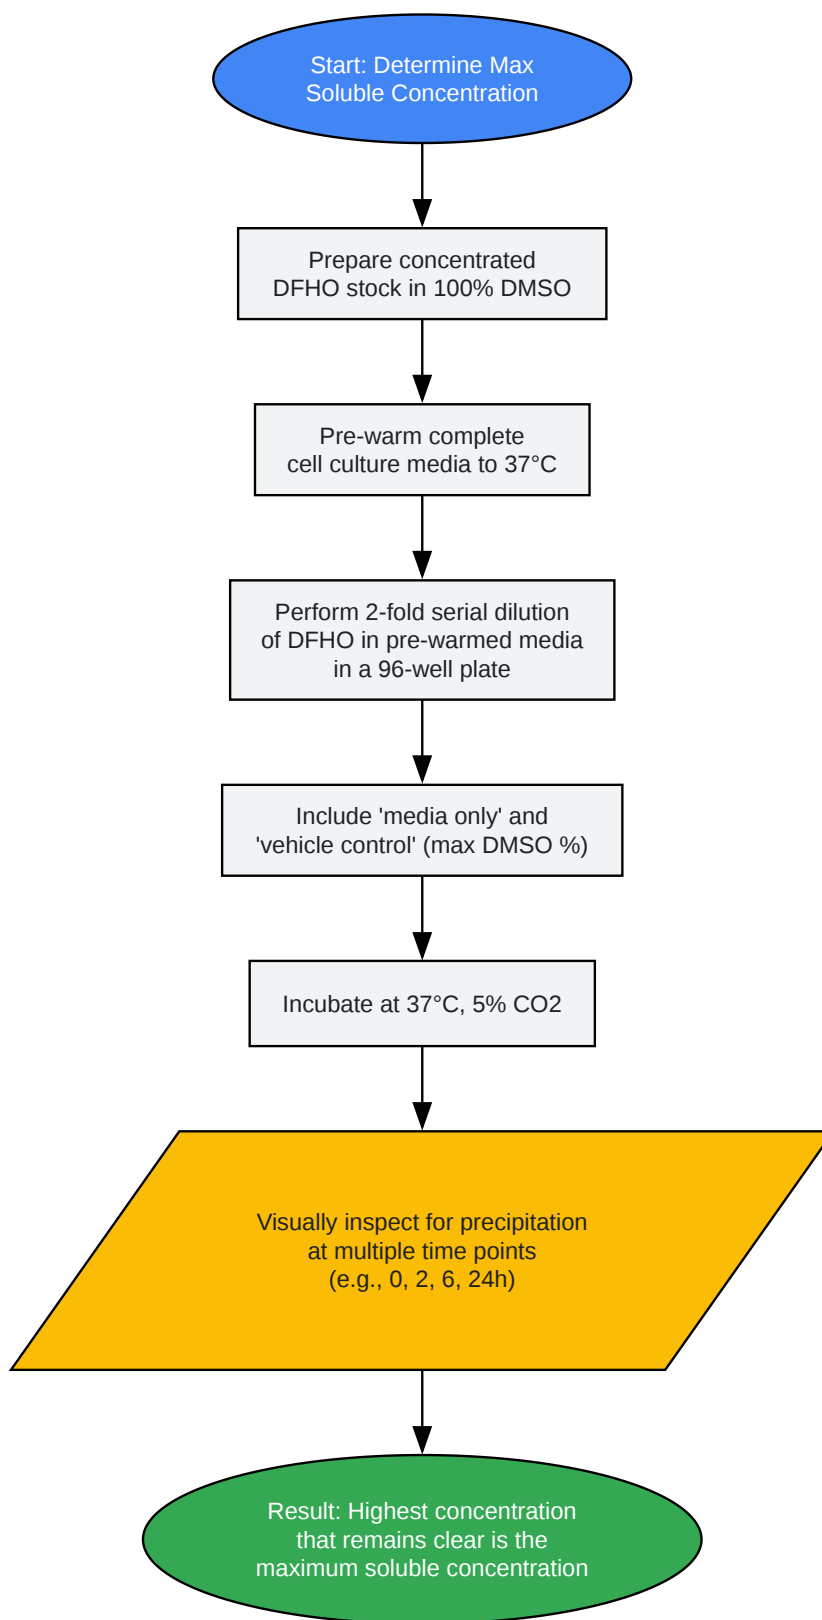 Start: Determine Max
Soluble Concentration
Prepare concentrated
DFHO stock in 100% DMSO
Pre-warm complete
cell culture media to 37°C
Perform 2-fold serial dilution
of DFHO in pre-warmed media
in a 96-well plate
Include 'media only' and
'vehicle control' (max DMSO %)
Incubate at 37°C, 5% CO2
Visually inspect for precipitation
at multiple time points
(e.g., 0, 2, 6, 24h)
Result: Highest concentration
that remains clear is the
maximum soluble concentration